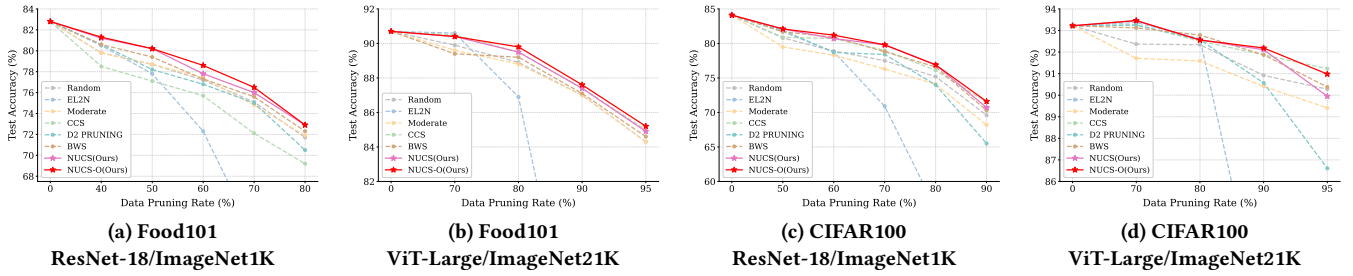 84
82
80
78
76
74
72
70
68
Test Accuracy (%)
Random
EL2N
Moderate
CCS
D2 PRUNING
BWS
NUCS(Ours)
NUCS-O(Ours)
0 40 50 60 70 80
Data Pruning Rate (%)
(a) Food101
ResNet-18/ImageNet1K
92
90
88
86
84
82
Test Accuracy (%)
Random
EL2N
Moderate
CCS
D2 PRUNING
BWS
NUCS(Ours)
NUCS-O(Ours)
0 70 80 90 95
Data Pruning Rate (%)
(b) Food101
ViT-Large/ImageNet21K
85
80
75
70
65
60
Test Accuracy (%)
Random
EL2N
Moderate
CCS
D2 PRUNING
BWS
NUCS(Ours)
NUCS-O(Ours)
0 50 60 70 80 90
Data Pruning Rate (%)
(c) CIFAR100
ResNet-18/ImageNet1K
94
93
92
91
90
89
88
87
86
Test Accuracy (%)
Random
EL2N
Moderate
CCS
D2 PRUNING
BWS
NUCS(Ours)
NUCS-O(Ours)
0 70 80 90 95
Data Pruning Rate (%)
(d) CIFAR100
ViT-Large/ImageNet21K